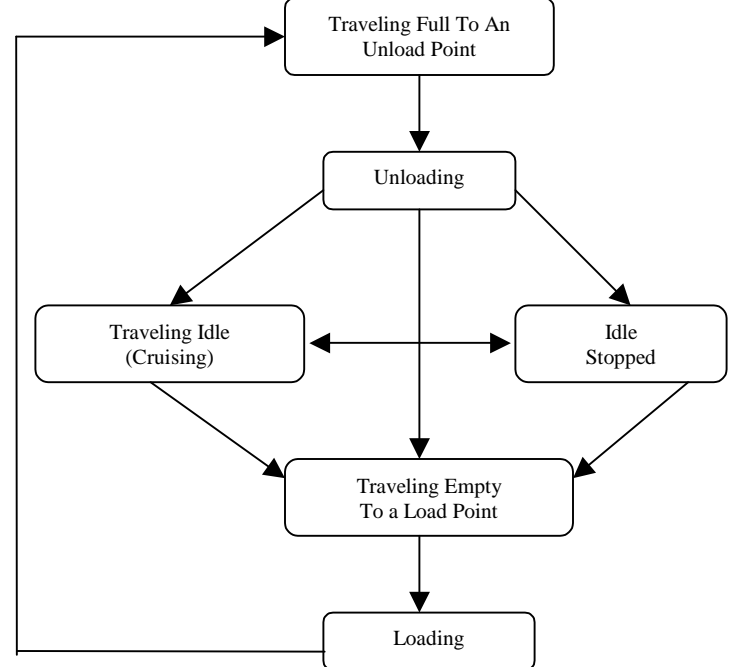 Traveling Full To An
Unload Point
Unloading
Traveling Idle
(Cruising)
Idle
Stopped
Traveling Empty
To a Load Point
Loading